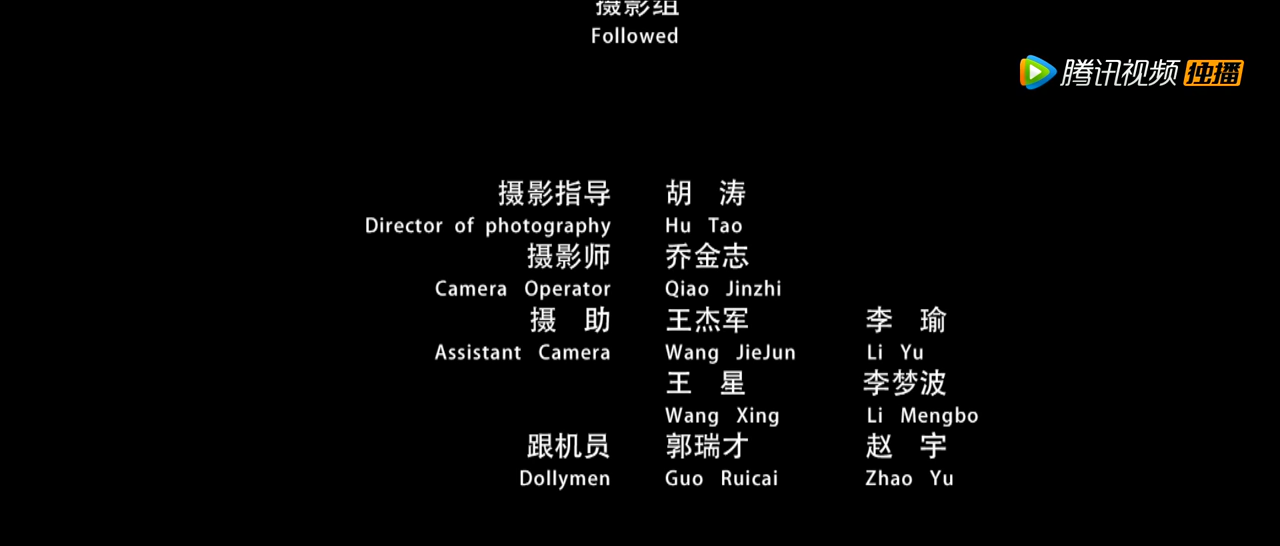 摄影组
Followed
腾讯视频 独播
摄影指导 胡 涛
Director of photography Hu Tao
摄影师 乔金志
Camera Operator Qiao Jinzhi
摄 助 王杰军 李 瑜
Assistant Camera Wang JieJun Li Yu
王 星 李梦波
Wang Xing Li Mengbo
跟机员 郭瑞才 赵 宇
Dollymen Guo Ruicai Zhao Yu